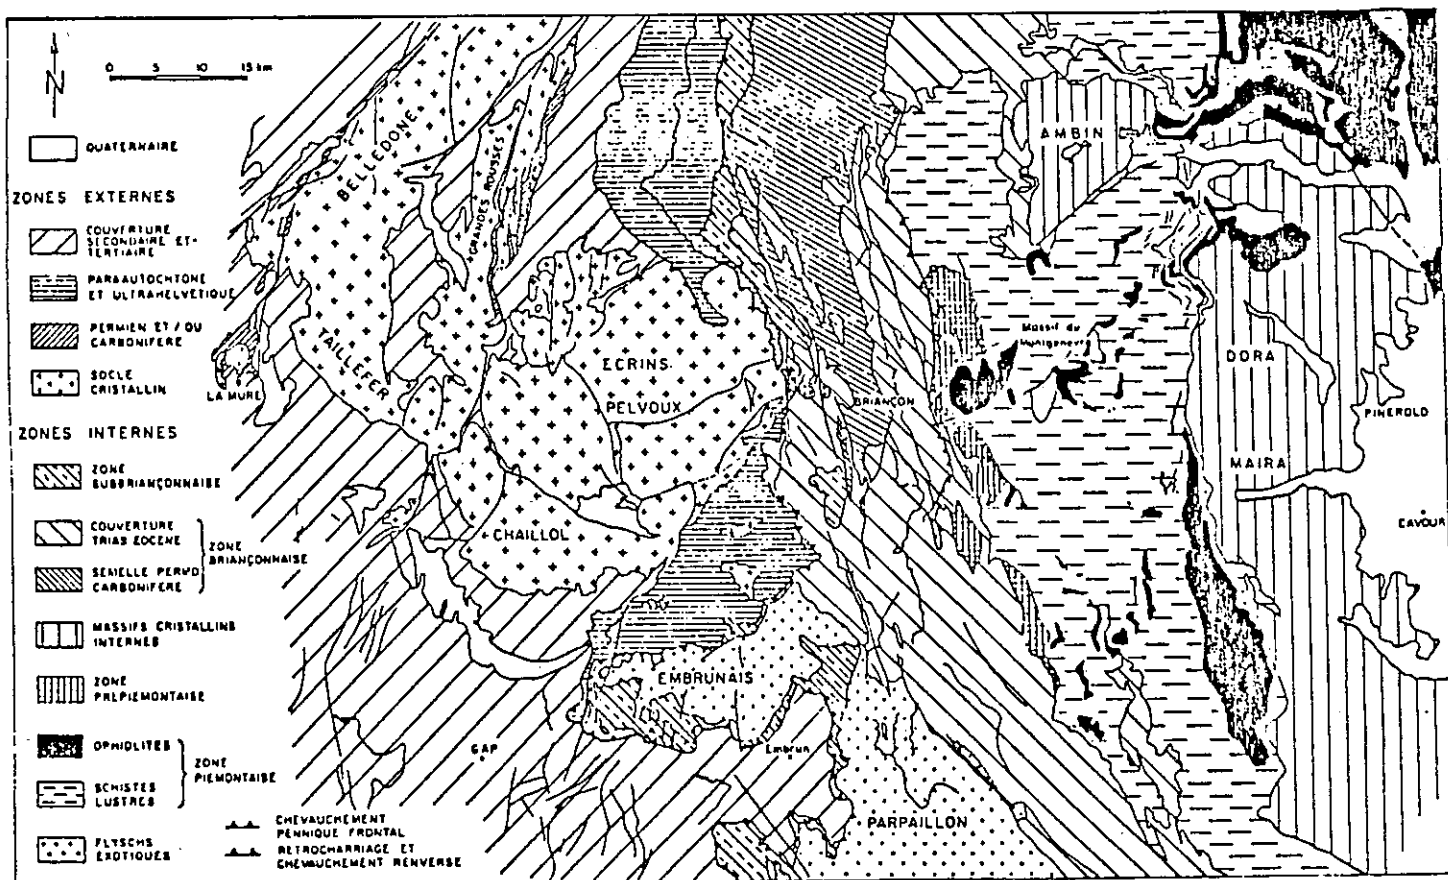 N
0 5 10 15 km
QUATERNAIRE
ZONES EXTERNES
COUVERTURE
SECONDAIRE ET-
TERTIAIRE
PARAAUTOCHTONE
ET ULTRAHELVÉTIQUE
PERMIEN ET / OU
CARBONIFERE
SOCLE
CRISTALLIN
ZONES INTERNES
ZONE
SUBBRIANÇONNAISE
COUVERTURE
TRIAS EOCENE
SEMELLE PERMO
CARBONIFERE
ZONE
BRIANÇONNAISE
MASSIFS CRISTALLINS
INTERNES
ZONE
PREPIEMONTAISE
OPHIOLITES
SCHISTES
LUSTRES
ZONE
PIEMONTAISE
FLYSCHS
EXOTIQUES
CHEVAUCHEMENT
PENNIQUE FRONTAL
RETROCHARRIAGE ET
CHEVAUCHEMENT RENVERSE
BELLEDONE
GRANDES ROUSSES
TAILLEFER
LA MURE
ECRINS
PELVOUX
CHAILLOL
BRIANÇON
AMBIN
Massif du
Montgenevre
DORA
MAIRA
PINEROLO
CAVOUR
EMBRUNAIS
GAP
Embrun
PARPAILLON